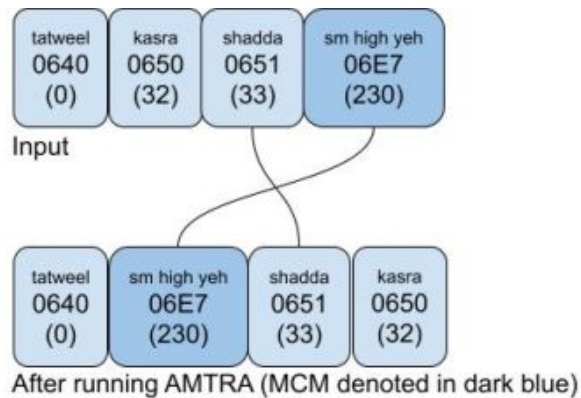 tatweel kasra shadda sm high yeh
0640 0650 0651 06E7
(0) (32) (33) (230)
Input
tatweel sm high yeh shadda kasra
0640 06E7 0651 0650
(0) (230) (33) (32)
After running AMTRA (MCM denoted in dark blue)